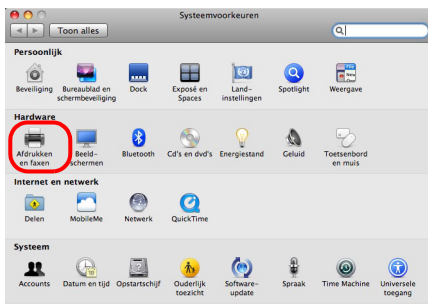 Systeemvoorkeuren
Toon alles
Persoonlijk
Beveiliging
Bureaublad en schermbeveiliging
Dock
Exposé en Spaces
Land-instellingen
Spotlight
Weergave
Hardware
Afdrukken en faxen
Beeld-schermen
Bluetooth
Cd's en dvd's
Energiestand
Geluid
Toetsenbord en muis
Internet en netwerk
Delen
MobileMe
Netwerk
QuickTime
Systeem
Accounts
Datum en tijd
Opstartschijf
Ouderlijk toezicht
Software-update
Spraak
Time Machine
Universele toegang